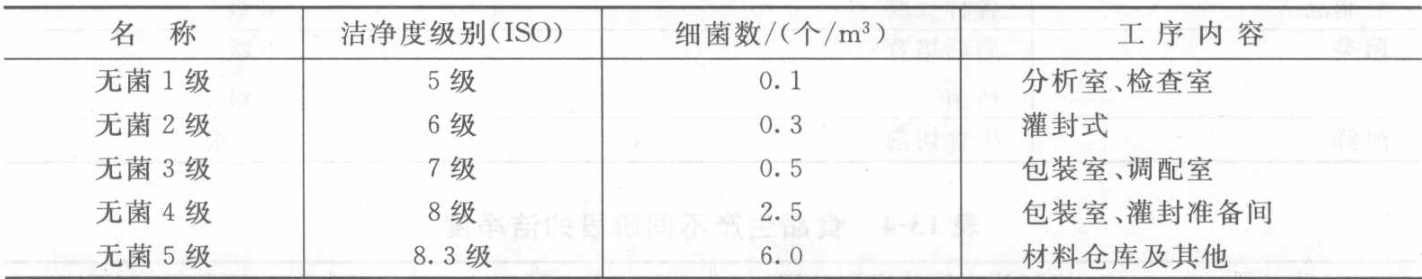 名 称 洁净度级别(ISO) 细菌数/(个/m³) 工 序 内 容
无菌 1 级 5 级 0.1 分析室、检查室
无菌 2 级 6 级 0.3 灌封式
无菌 3 级 7 级 0.5 包装室、调配室
无菌 4 级 8 级 2.5 包装室、灌封准备间
无菌 5 级 8.3 级 6.0 材料仓库及其他